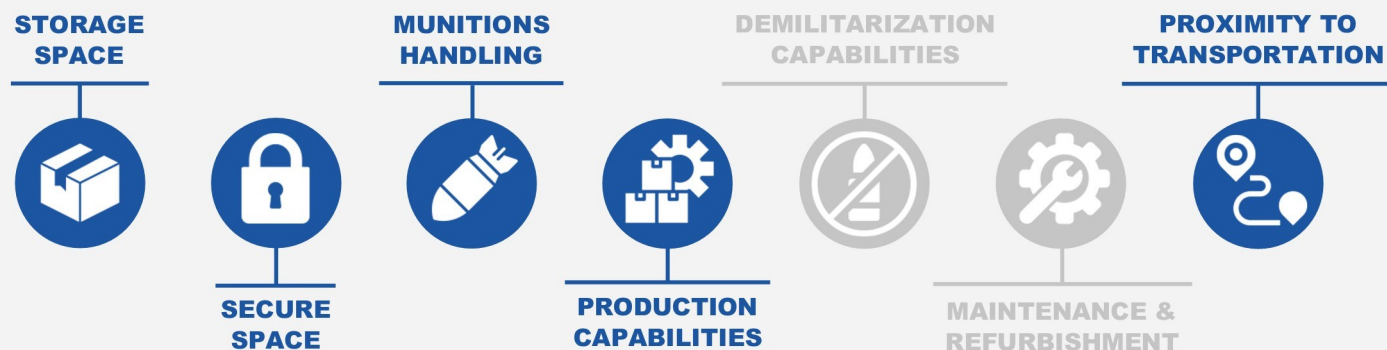 STORAGE
SPACE
SECURE
SPACE
MUNITIONS
HANDLING
PRODUCTION
CAPABILITIES
DEMILITARIZATION
CAPABILITIES
MAINTENANCE &
REFURBISHMENT
PROXIMITY TO
TRANSPORTATION